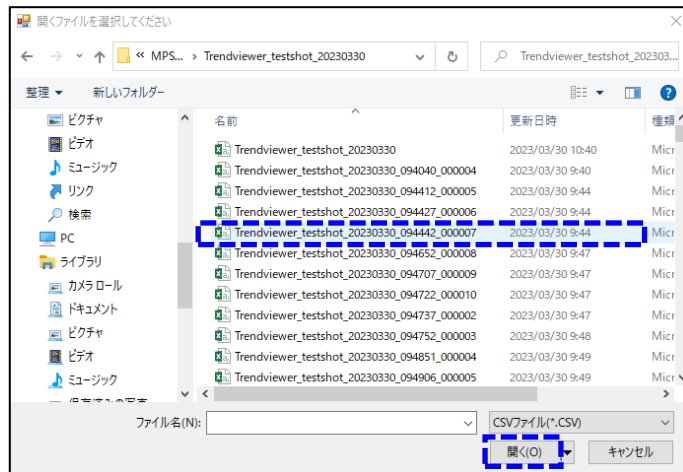 開くファイルを選択してください
« MPS... › Trendviewer_testshot_20230330
Trendviewer_testshot_202303...
整理 新しいフォルダー
名前 更新日時 種類
ピクチャ
ビデオ
ミュージック
リンク
検索
PC
ライブラリ
カメラロール
ドキュメント
ピクチャ
ビデオ
ミュージック
Trendviewer_testshot_20230330 2023/03/30 10:40 Micr
Trendviewer_testshot_20230330_094040_000004 2023/03/30 9:40 Micr
Trendviewer_testshot_20230330_094412_000005 2023/03/30 9:44 Micr
Trendviewer_testshot_20230330_094427_000006 2023/03/30 9:44 Micr
Trendviewer_testshot_20230330_094442_000007 2023/03/30 9:44 Micr
Trendviewer_testshot_20230330_094652_000008 2023/03/30 9:47 Micr
Trendviewer_testshot_20230330_094707_000009 2023/03/30 9:47 Micr
Trendviewer_testshot_20230330_094722_000010 2023/03/30 9:47 Micr
Trendviewer_testshot_20230330_094737_000002 2023/03/30 9:47 Micr
Trendviewer_testshot_20230330_094752_000003 2023/03/30 9:48 Micr
Trendviewer_testshot_20230330_094851_000004 2023/03/30 9:49 Micr
Trendviewer_testshot_20230330_094906_000005 2023/03/30 9:49 Micr
ファイル名(N): CSVファイル(*.CSV)
開く(O) キャンセル